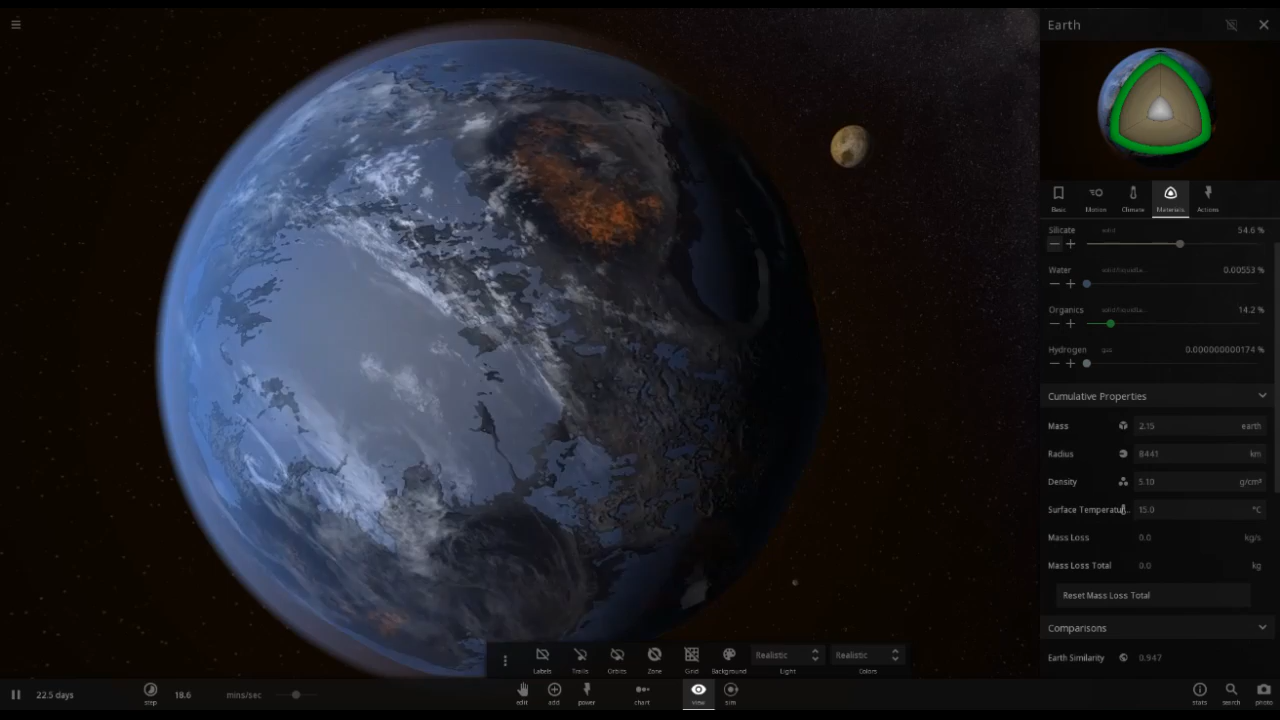 Earth
Basic Motion Climate Materials Actions
Silicate solid 54.6 %
Water 0.00553 %
Organics 14.2 %
Hydrogen gas 0.000000000174 %
Cumulative Properties
Mass 2.15 earth
Radius 8441 km
Density 5.10 g/cm³
Surface Temperatu... 15.0 °C
Mass Loss 0.0 kg/s
Mass Loss Total 0.0 kg
Reset Mass Loss Total
Comparisons
Earth Similarity 0.947
Labels Trails Orbits Zone Grid Background Realistic Light Realistic Colors
22.5 days step 18.6 mins/sec edit add power chart view sim stats search photo